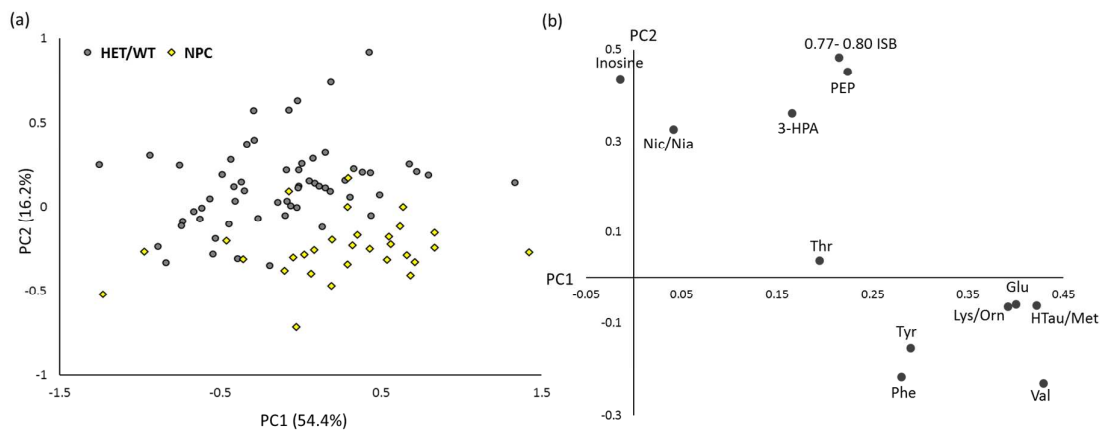 (a)
HET/WT NPC
1
0.5
0
-0.5
-1
-1.5 -0.5 0.5 1.5
PC2 (16.2%)
PC1 (54.4%)
(b)
PC2
0.5
0.77- 0.80 ISB
Inosine
PEP
3-HPA
0.3
Nic/Nia
0.1
Thr
PC1
-0.05 0.05 0.15 0.25 0.35 0.45
Glu
-0.1
Lys/Orn
HTau/Met
Tyr
Phe
Val
-0.3